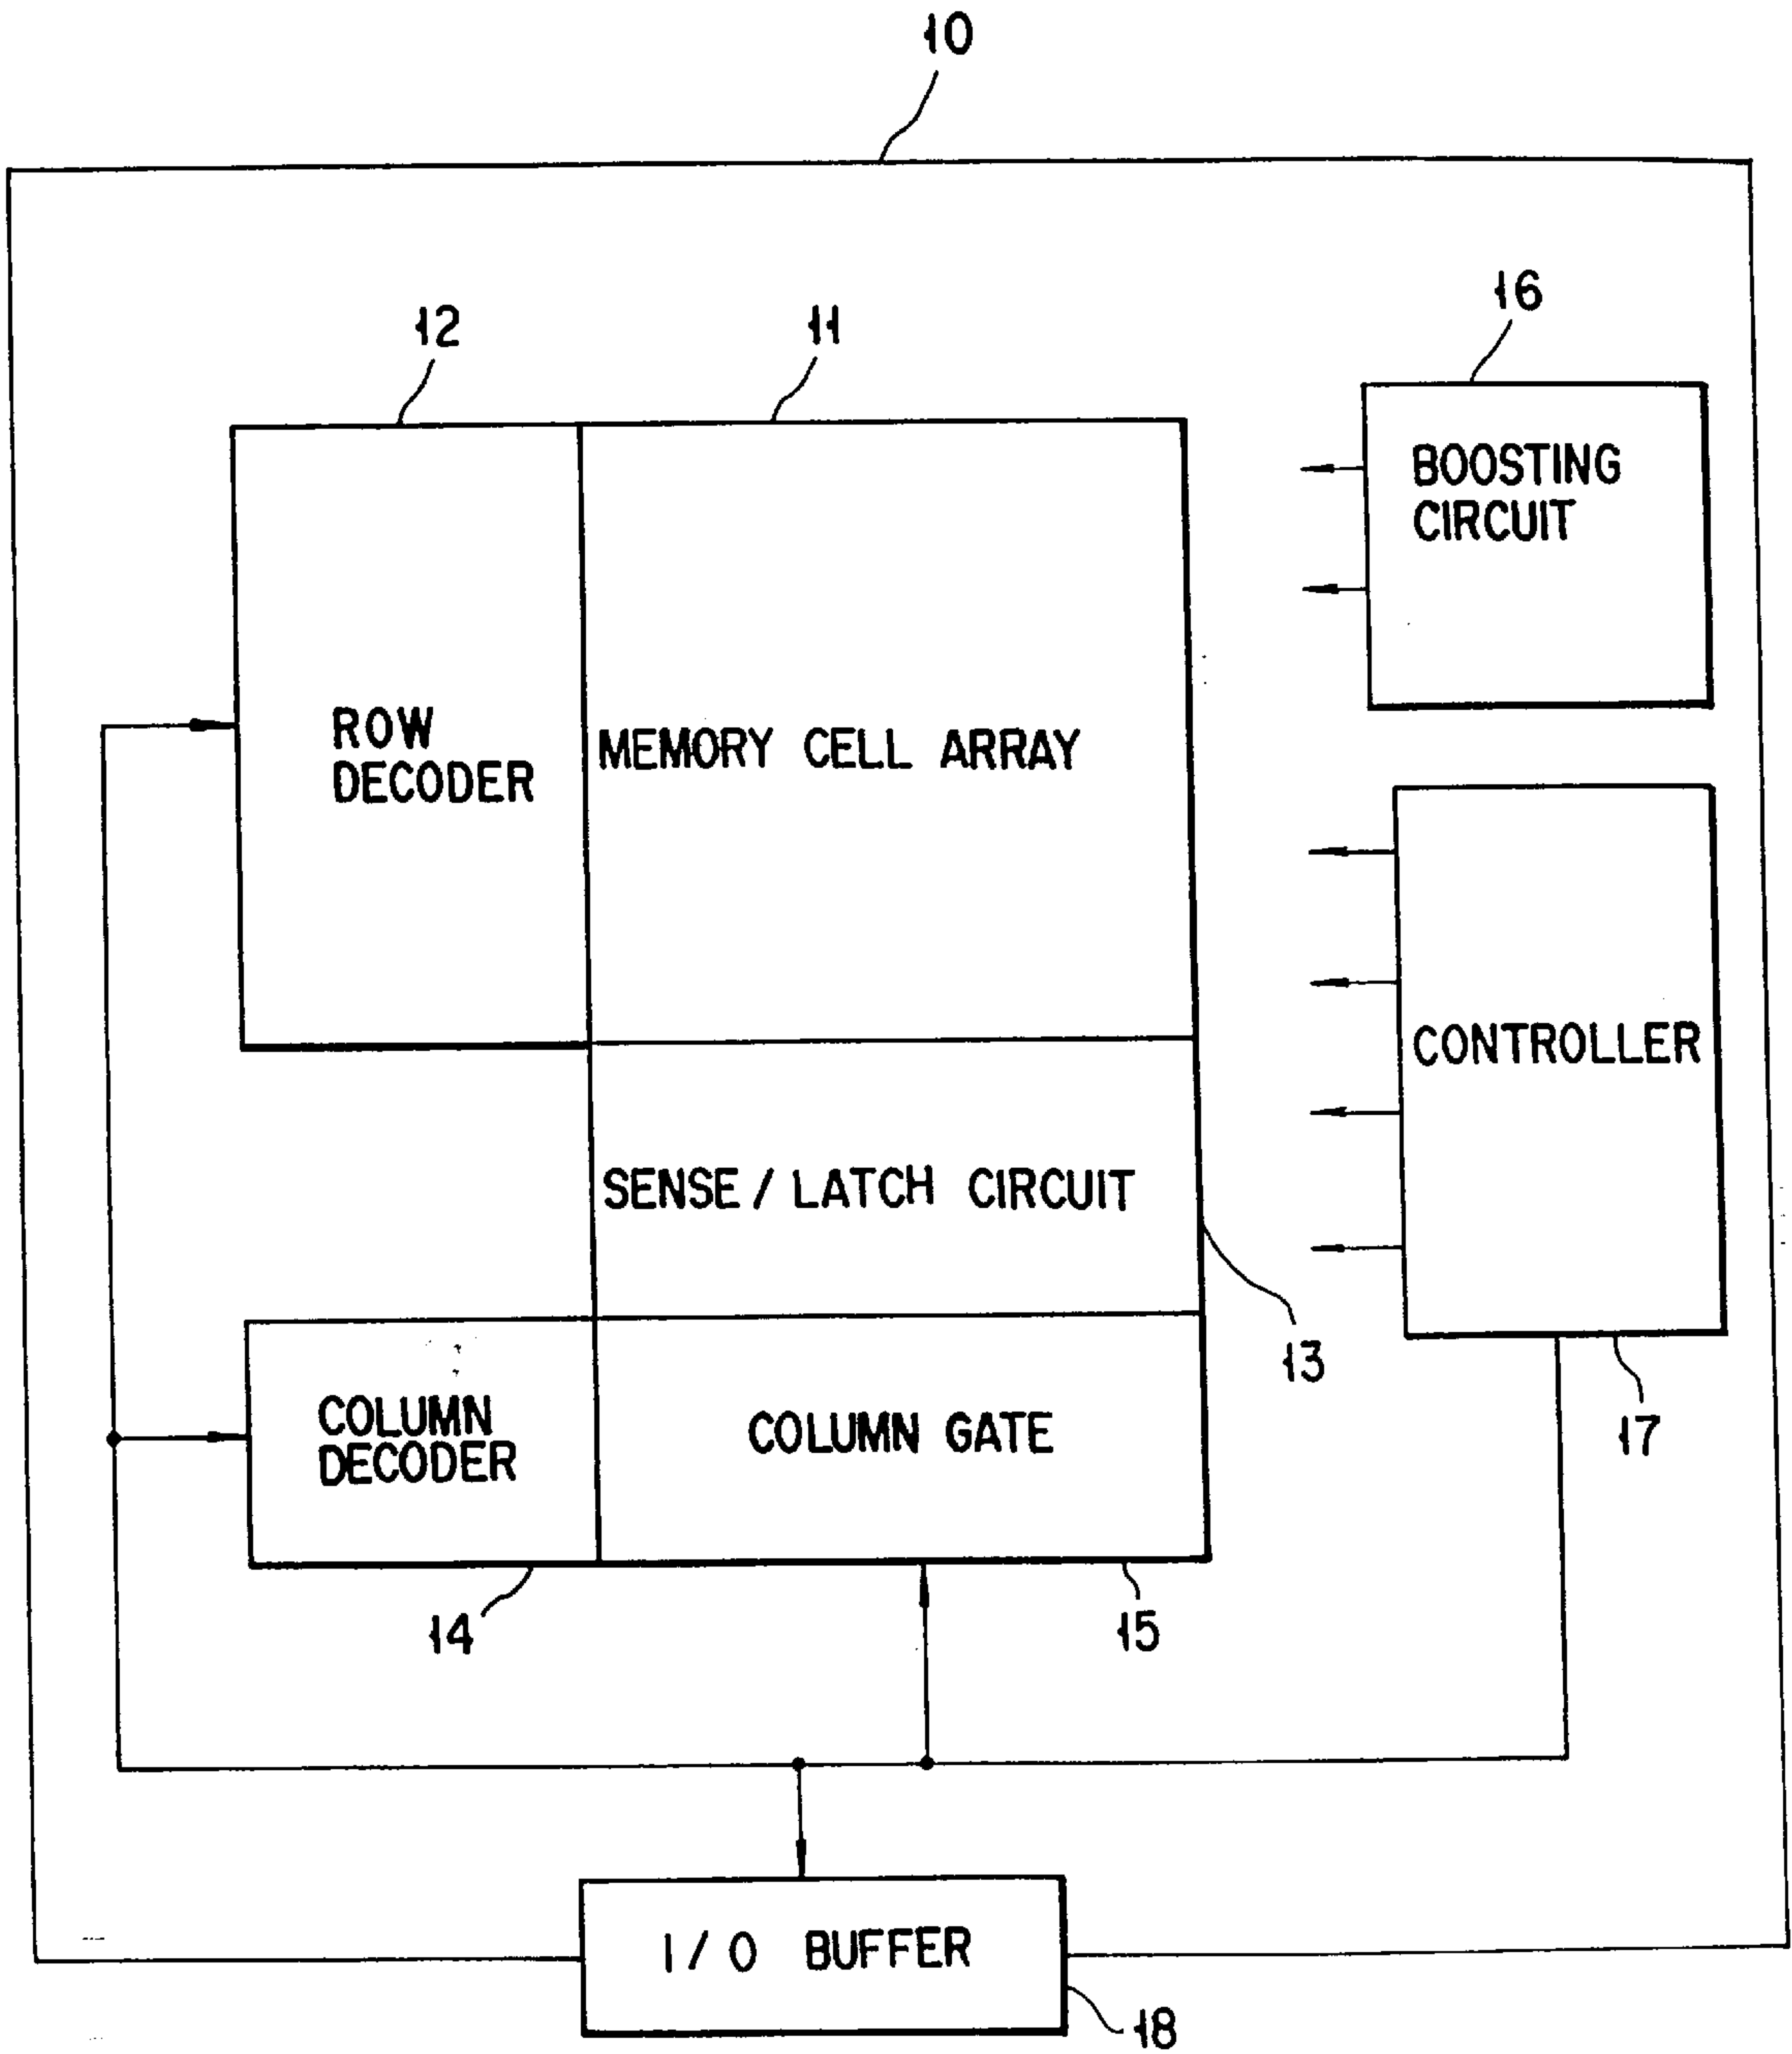 10
16
12
11
BOOSTING
CIRCUIT
ROW
DECODER
MEMORY CELL ARRAY
CONTROLLER
SENSE / LATCH CIRCUIT
13
17
COLUMN
DECODER
COLUMN GATE
14
15
I/O BUFFER
18